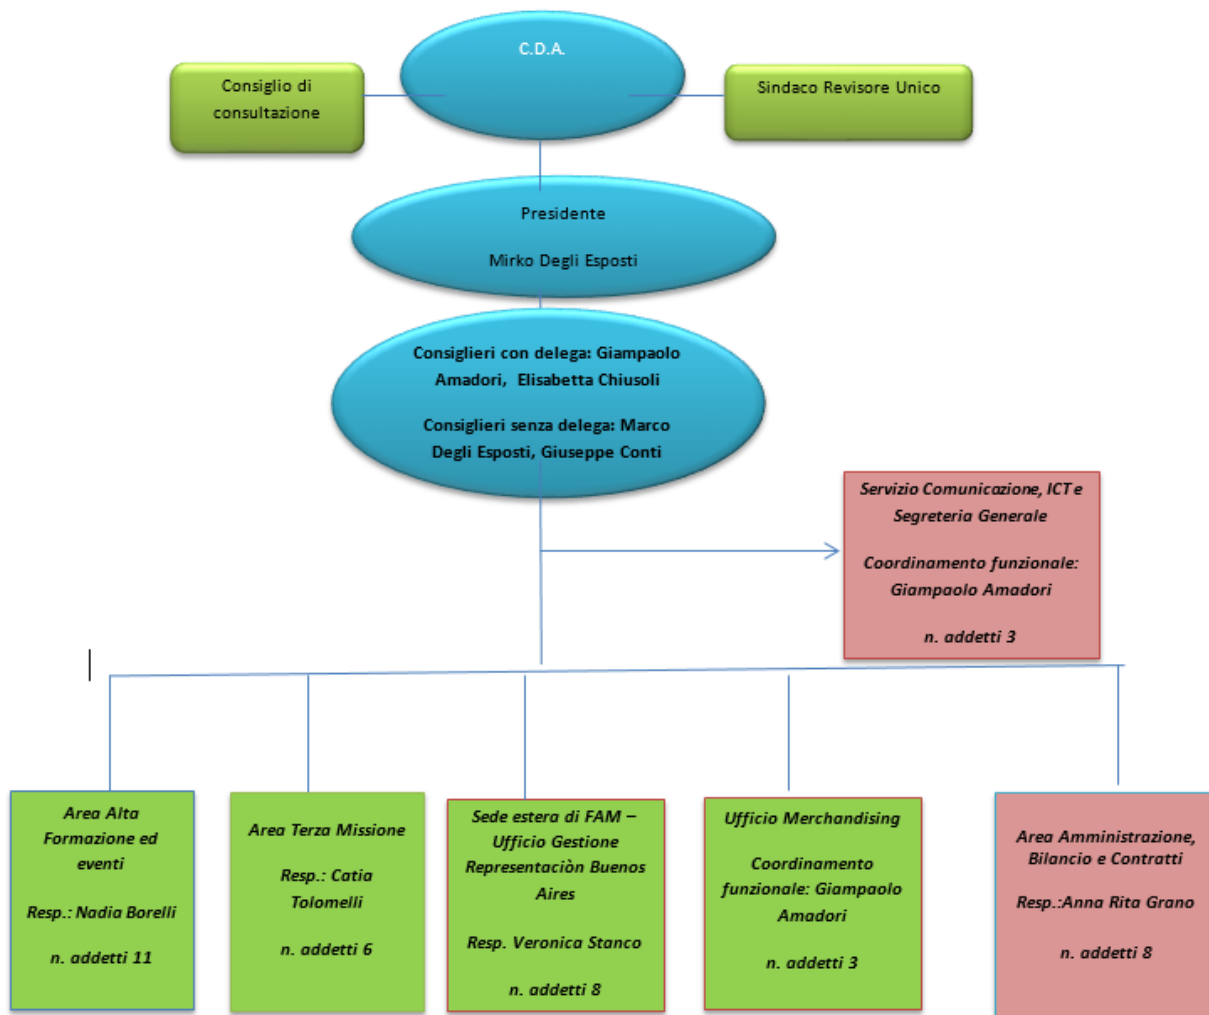 C.D.A.
Consiglio di
consultazione
Sindaco Revisore Unico
Presidente
Mirko Degli Esposti
Consiglieri con delega: Giampaolo
Amadori, Elisabetta Chiusoli
Consiglieri senza delega: Marco
Degli Esposti, Giuseppe Conti
Servizio Comunicazione, ICT e
Segreteria Generale
Coordinamento funzionale:
Giampaolo Amadori
n. addetti 3
Area Alta
Formazione ed
eventi
Resp.: Nadia Borelli
n. addetti 11
Area Terza Missione
Resp.: Catia
Tolomelli
n. addetti 6
Sede estera di FAM –
Ufficio Gestione
Representaciòn Buenos
Aires
Resp. Veronica Stanco
n. addetti 8
Ufficio Merchandising
Coordinamento
funzionale: Giampaolo
Amadori
n. addetti 3
Area Amministrazione,
Bilancio e Contratti
Resp.:Anna Rita Grano
n. addetti 8